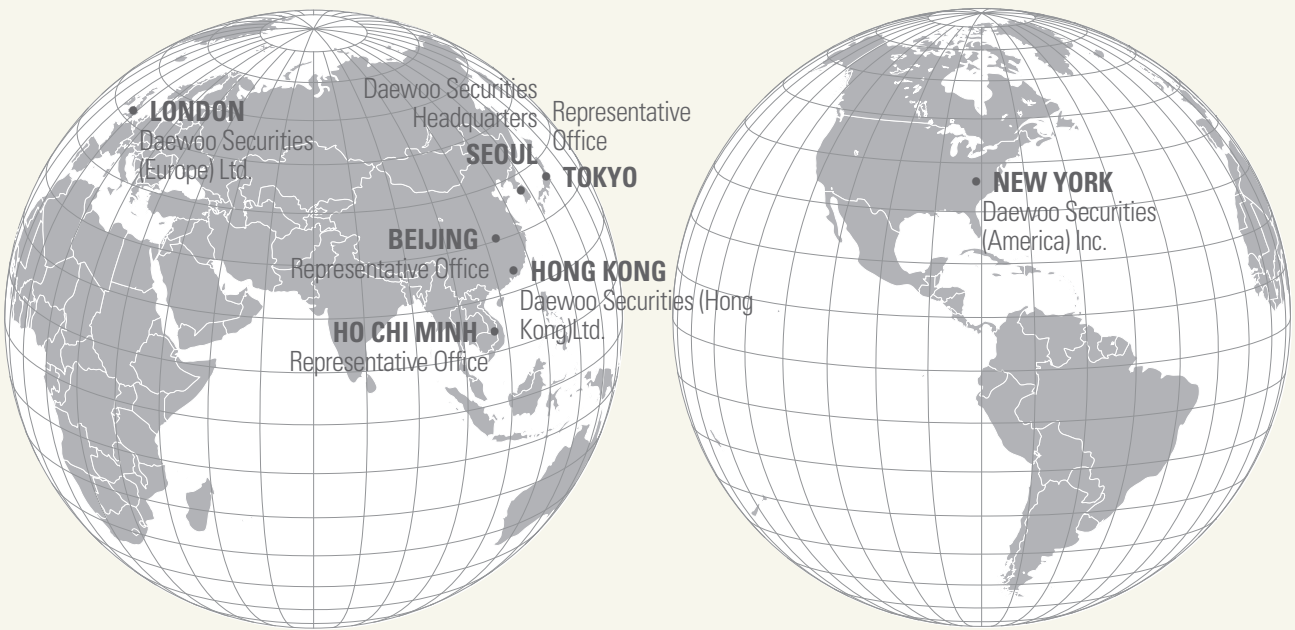 LONDON
Daewoo Securities
(Europe) Ltd.
Daewoo Securities
Headquarters
SEOUL
Representative
Office
TOKYO
BEIJING
Representative Office
HONG KONG
Daewoo Securities (Hong
Kong)Ltd.
HO CHI MINH
Representative Office
NEW YORK
Daewoo Securities
(America) Inc.